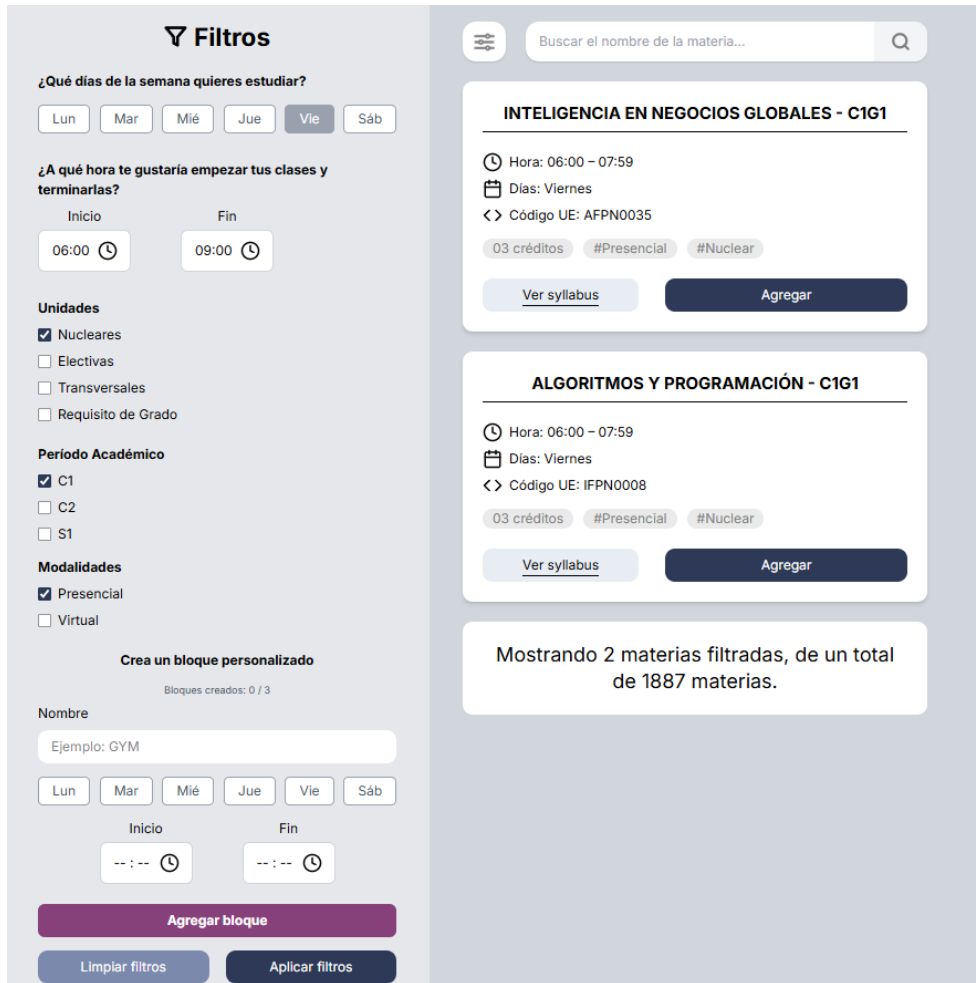 Filtros
¿Qué días de la semana quieres estudiar?
Lun Mar Mié Jue Vie Sáb
¿A qué hora te gustaría empezar tus clases y
terminarlas?
Inicio Fin
06:00 09:00
Unidades
Nucleares
Electivas
Transversales
Requisito de Grado
Período Académico
C1
C2
S1
Modalidades
Presencial
Virtual
Crea un bloque personalizado
Bloques creados: 0 / 3
Nombre
Ejemplo: GYM
Lun Mar Mié Jue Vie Sáb
Inicio Fin
-- : -- -- : --
Agregar bloque
Limpiar filtros Aplicar filtros
Buscar el nombre de la materia...
INTELIGENCIA EN NEGOCIOS GLOBALES - C1G1
Hora: 06:00 – 07:59
Días: Viernes
Código UE: AFPN0035
03 créditos #Presencial #Nuclear
Ver syllabus Agregar
ALGORITMOS Y PROGRAMACIÓN - C1G1
Hora: 06:00 – 07:59
Días: Viernes
Código UE: IFPN0008
03 créditos #Presencial #Nuclear
Ver syllabus Agregar
Mostrando 2 materias filtradas, de un total
de 1887 materias.